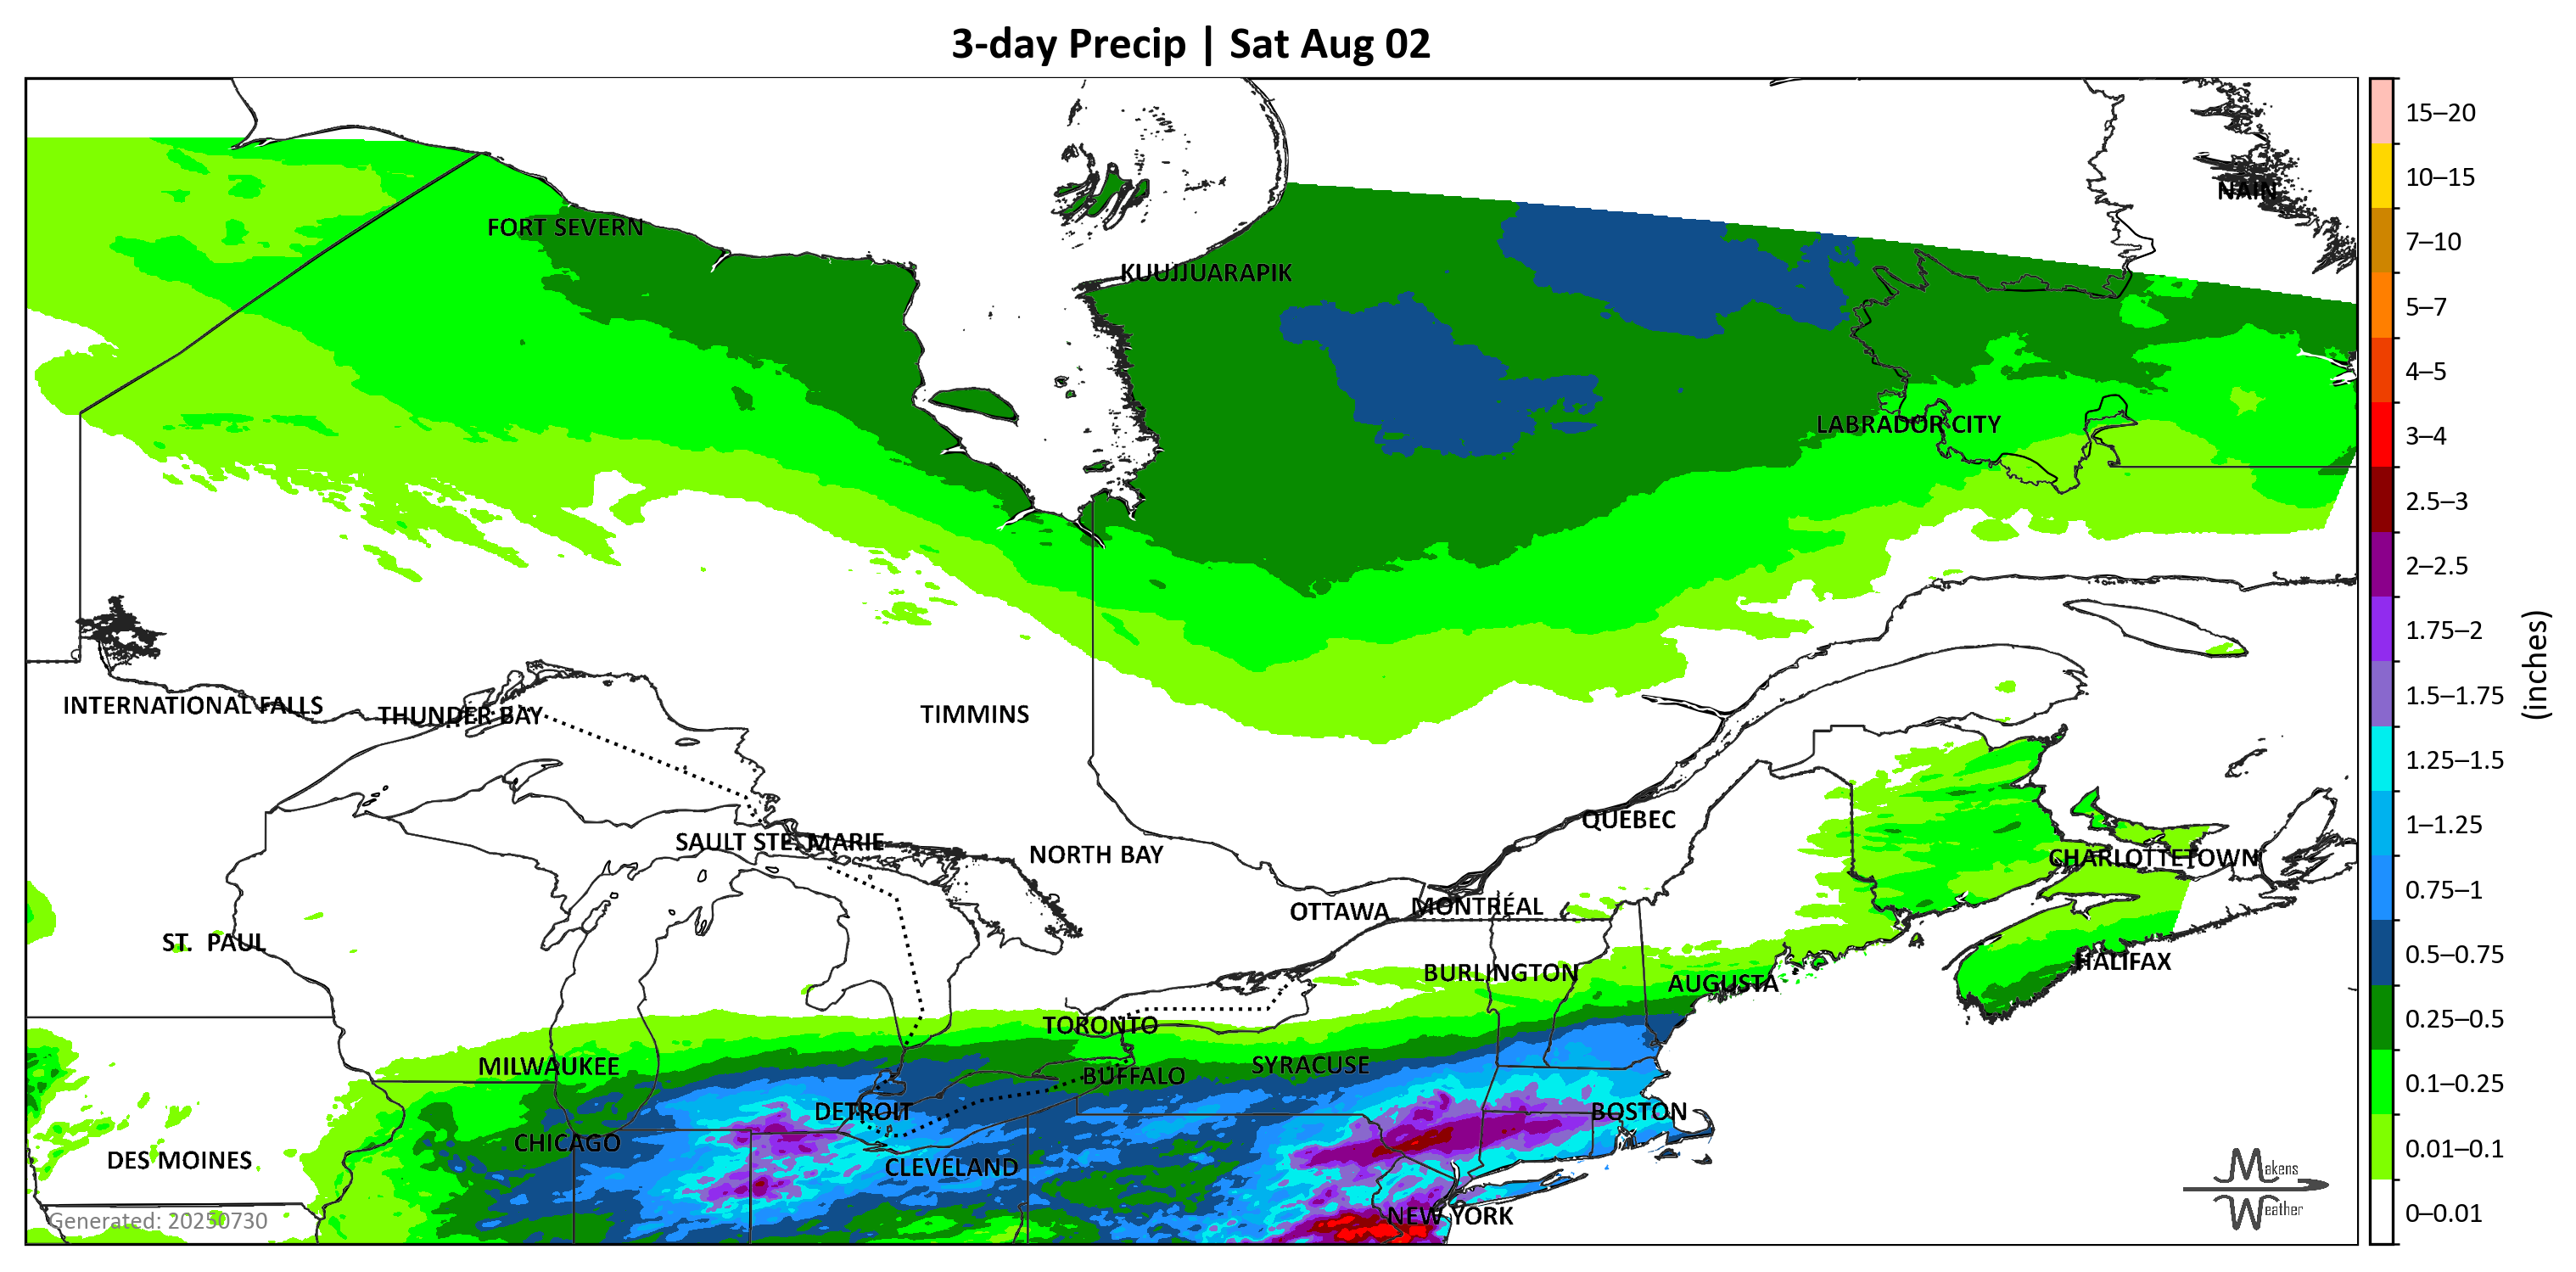 3-day Precip | Sat Aug 02
NAIN
FORT SEVERN
KUUJJUARAPIK
LABRADOR CITY
INTERNATIONAL FALLS
THUNDER BAY
TIMMINS
QUÉBEC
SAULT STE. MARIE
NORTH BAY
CHARLOTTETOWN
OTTAWA
MONTRÉAL
ST. PAUL
HALIFAX
BURLINGTON
AUGUSTA
TORONTO
MILWAUKEE
SYRACUSE
BUFFALO
DETROIT
BOSTON
CHICAGO
DES MOINES
CLEVELAND
NEW YORK
Generated: 20250730
Makens
Weather
15–20
10–15
7–10
5–7
4–5
3–4
2.5–3
2–2.5
1.75–2
1.5–1.75
1.25–1.5
1–1.25
0.75–1
0.5–0.75
0.25–0.5
0.1–0.25
0.01–0.1
0–0.01
(inches)